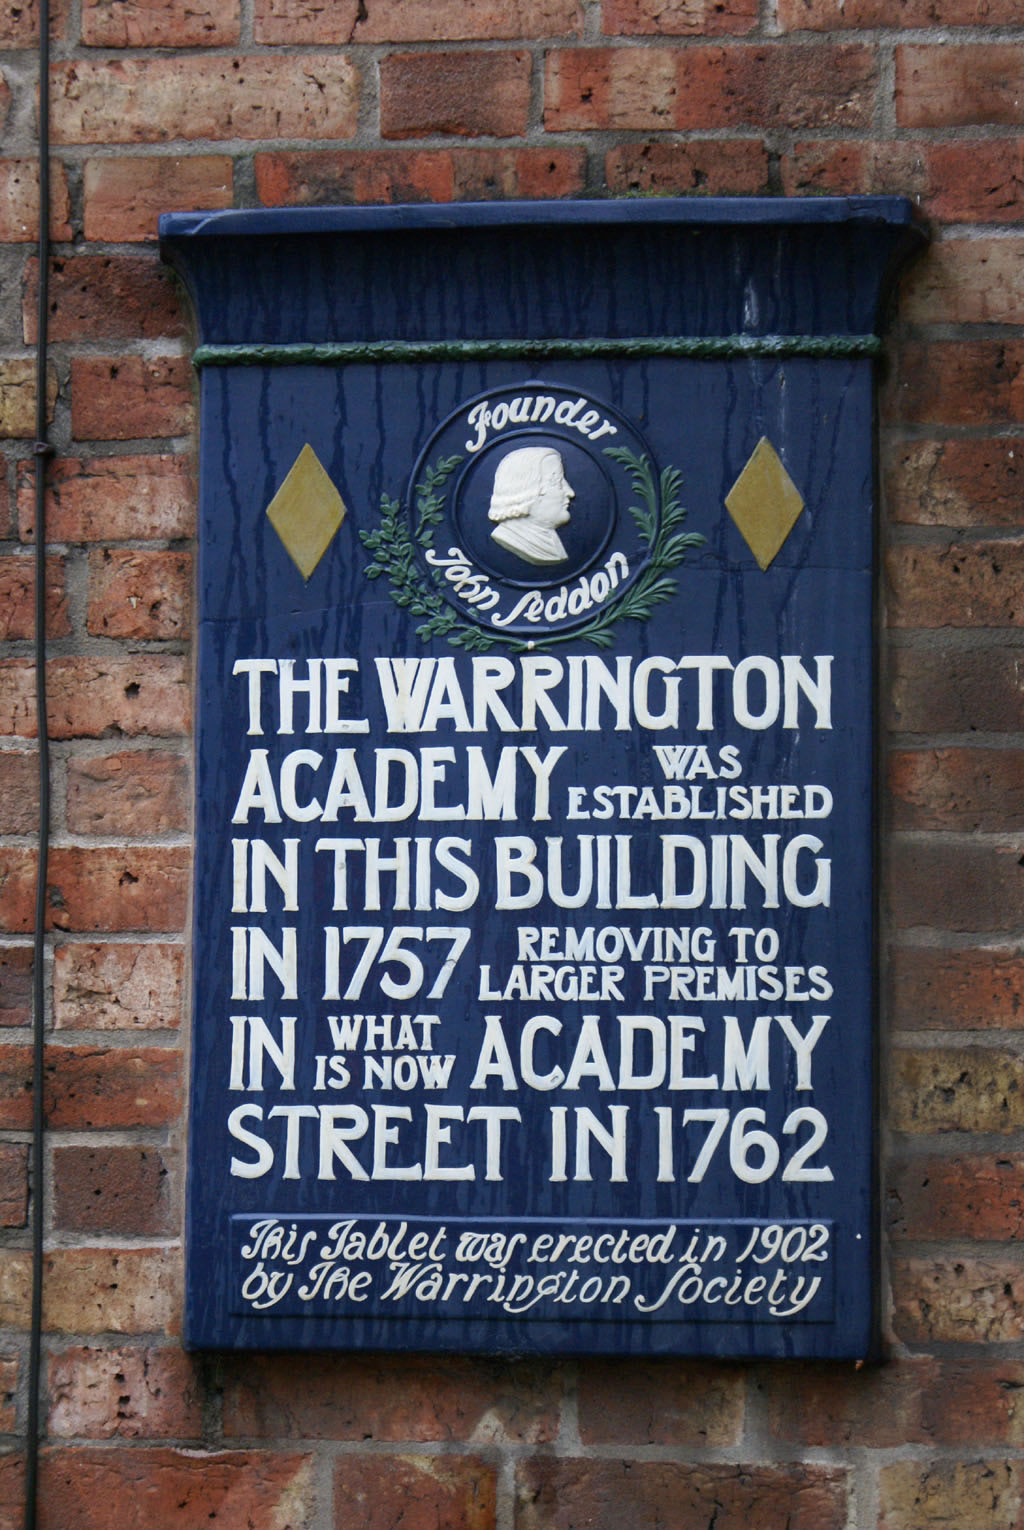 Founder
John Seddon
THE WARRINGTON
ACADEMY WAS ESTABLISHED
IN THIS BUILDING
IN 1757 REMOVING TO LARGER PREMISES
IN WHAT IS NOW ACADEMY
STREET IN 1762
This Tablet was erected in 1902
by The Warrington Society